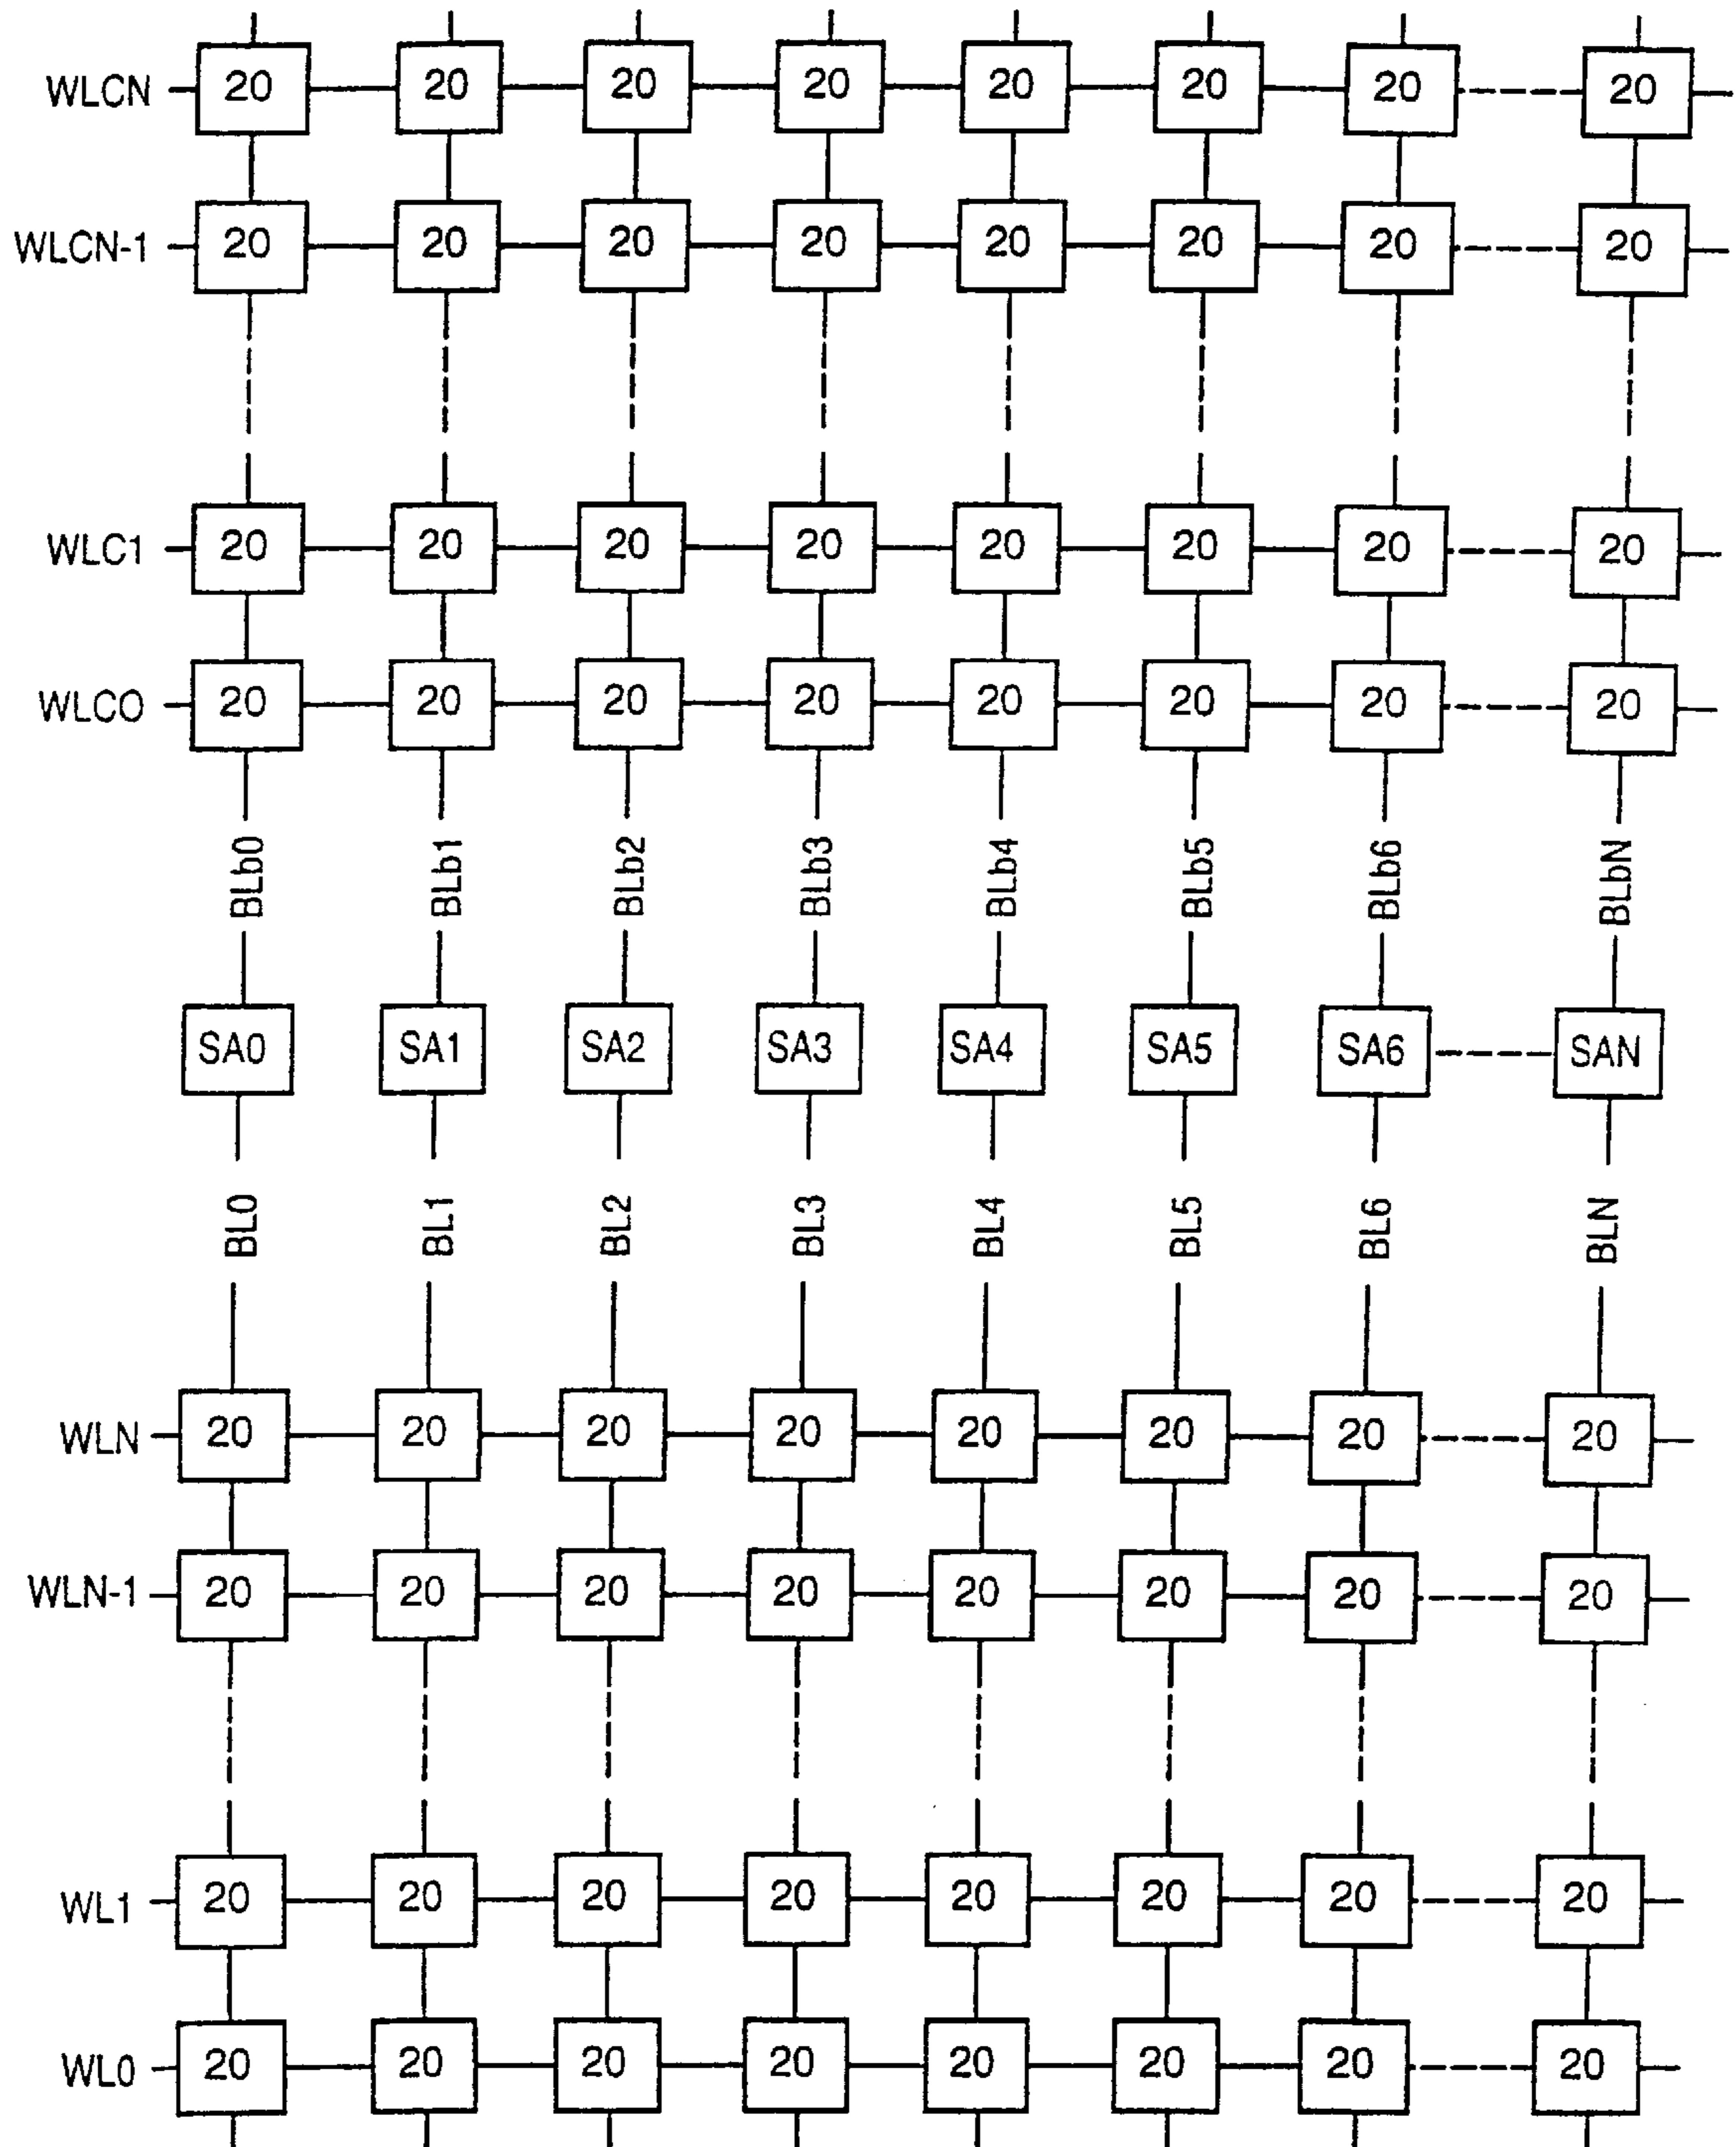 WLCN 20 20 20 20 20 20 20 20
WLCN-1 20 20 20 20 20 20 20 20
WLC1 20 20 20 20 20 20 20 20
WLCO 20 20 20 20 20 20 20 20
BLb0 BLb1 BLb2 BLb3 BLb4 BLb5 BLb6 BLbN
SA0 SA1 SA2 SA3 SA4 SA5 SA6 SAN
BL0 BL1 BL2 BL3 BL4 BL5 BL6 BLN
WLN 20 20 20 20 20 20 20 20
WLN-1 20 20 20 20 20 20 20 20
WL1 20 20 20 20 20 20 20 20
WL0 20 20 20 20 20 20 20 20